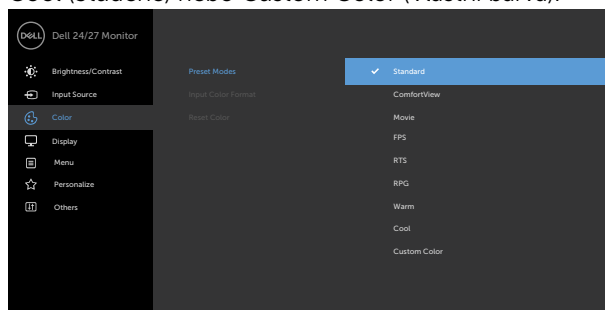 Cool (Studené) nebo Custom Color (Vlastní barva).
DELL Dell 24/27 Monitor
Brightness/Contrast Preset Modes ✓ Standard
Input Source Input Color Format ComfortView
Color Reset Color Movie
Display FPS
Menu RTS
Personalize RPG
Others Warm
Cool
Custom Color